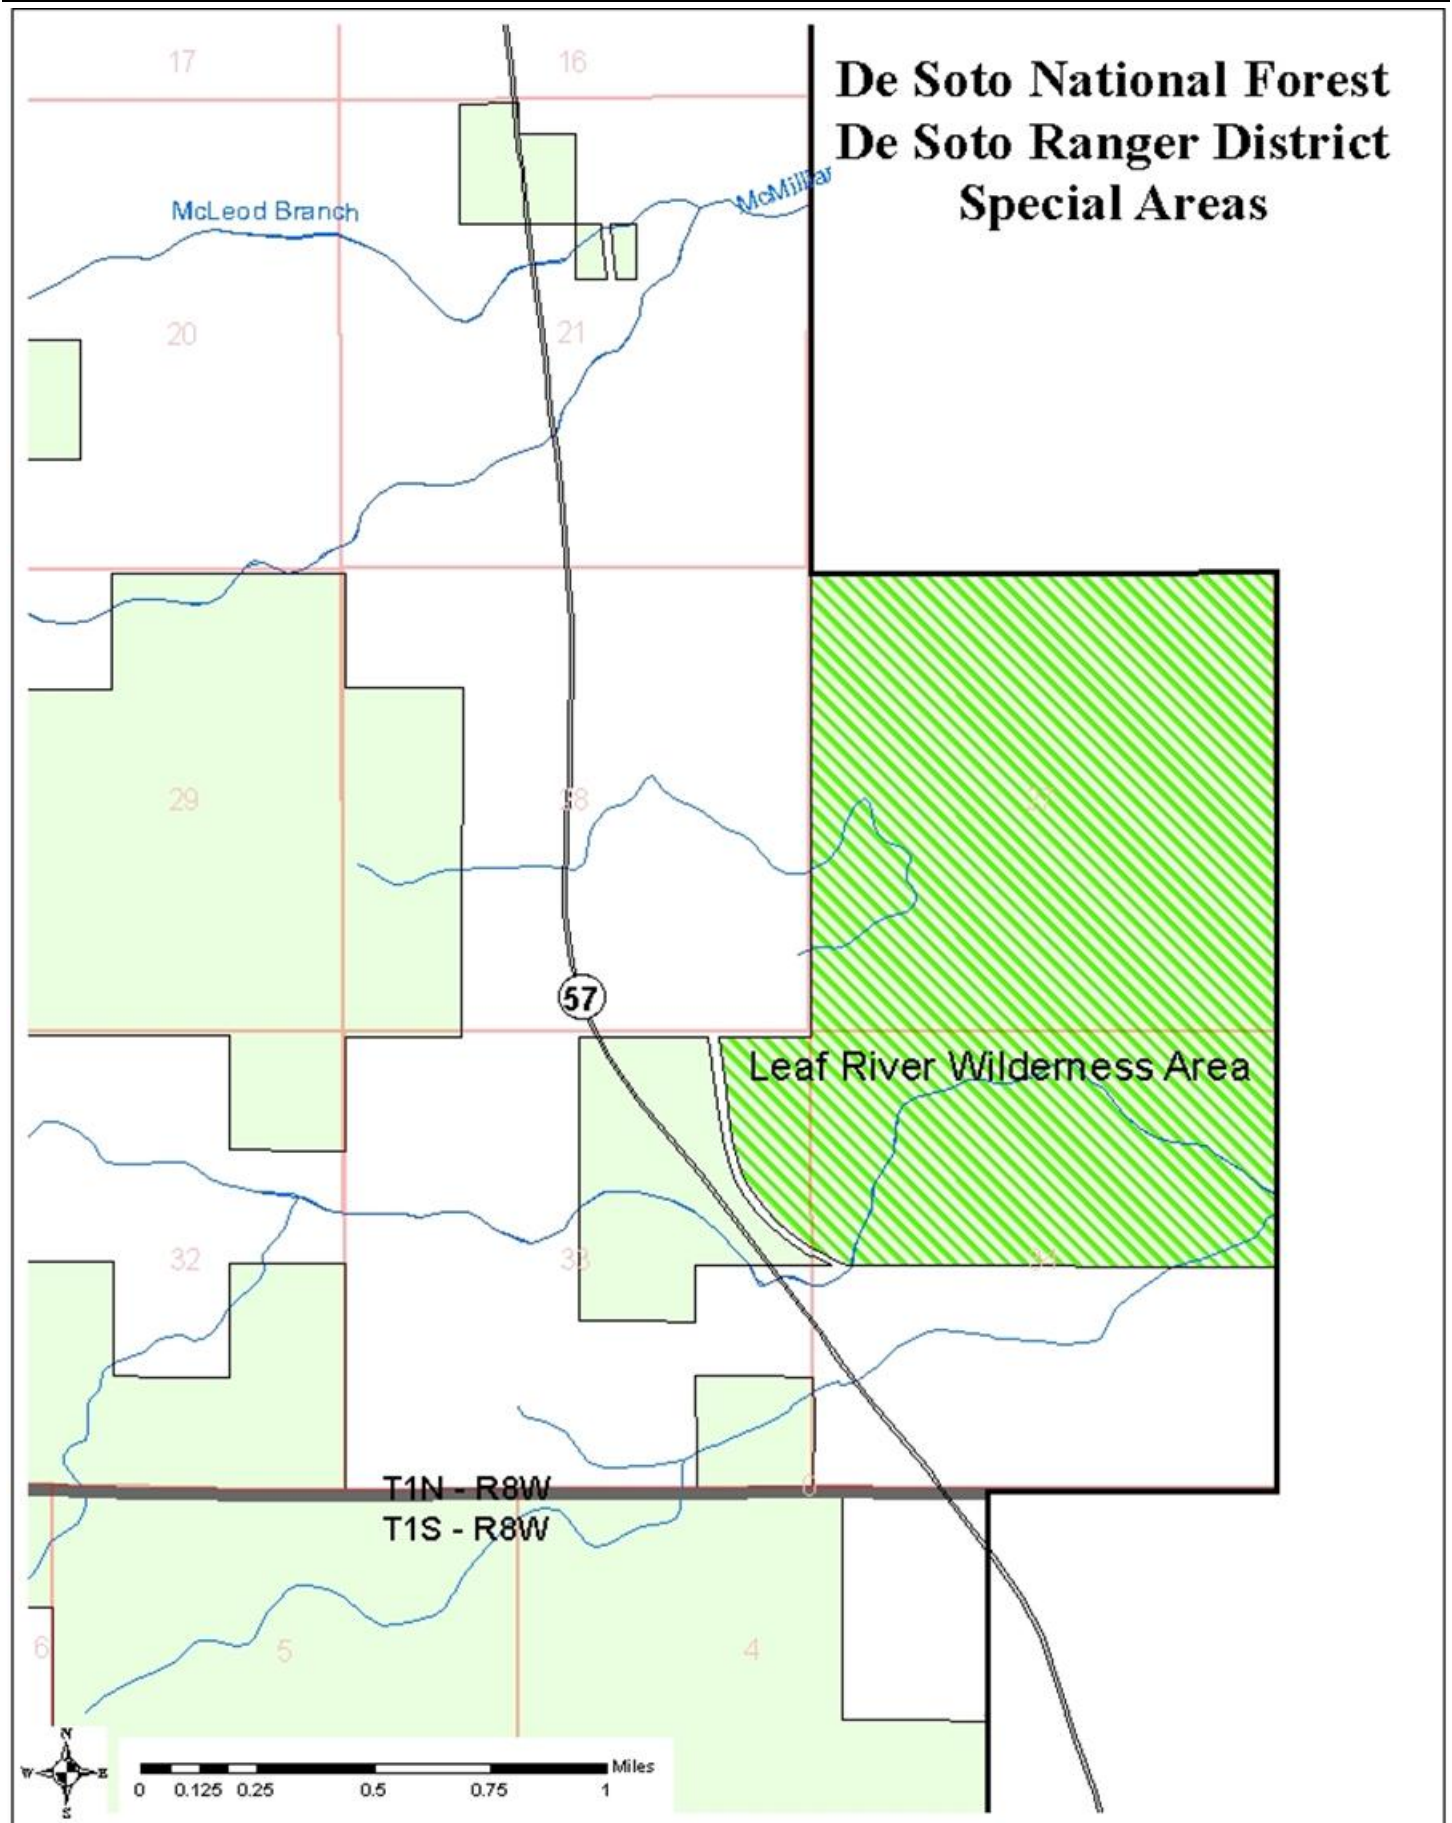 17
16
De Soto National Forest
De Soto Ranger District
Special Areas
McLeod Branch
20
21
29
57
Leaf River Wilderness Area
32
33
T1N - R8W
T1S - R8W
6
5
4
N
W
E
S
Miles
0 0.125 0.25 0.5 0.75 1